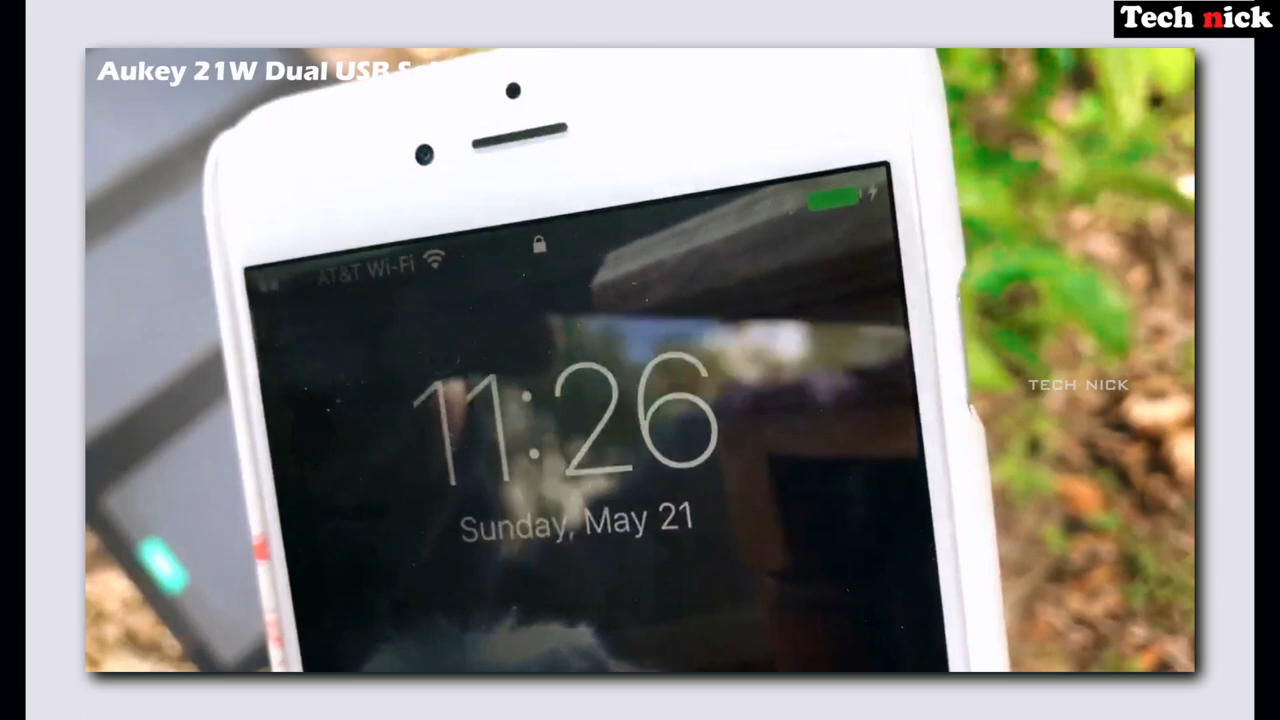 Tech nick
Aukey 21W Dual USB
AT&T Wi-Fi
11:26
Sunday, May 21
TECH NICK